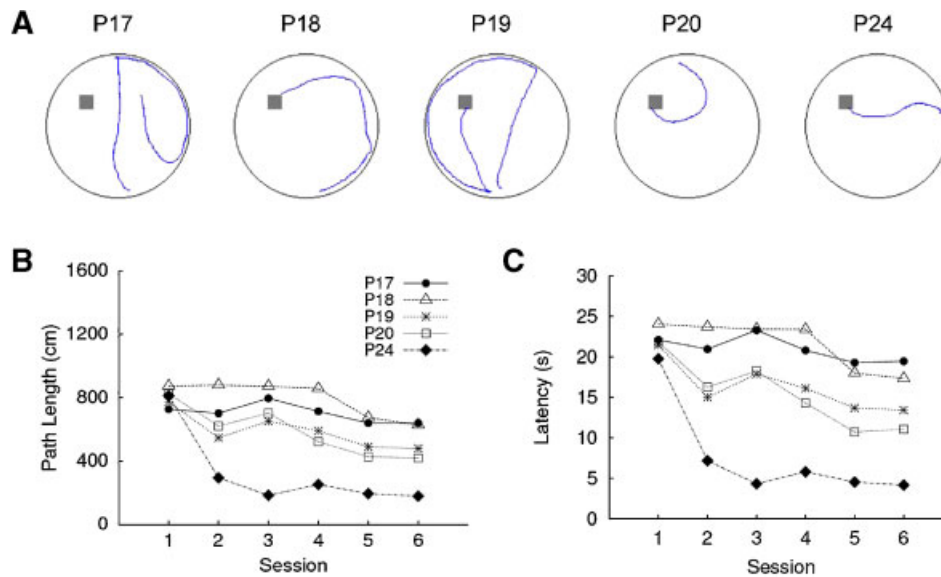 A
P17 P18 P19 P20 P24
B
1600
1200
800
400
0
Path Length (cm)
P17
P18
P19
P20
P24
1 2 3 4 5 6
Session
C
30
25
20
15
10
5
0
Latency (s)
1 2 3 4 5 6
Session